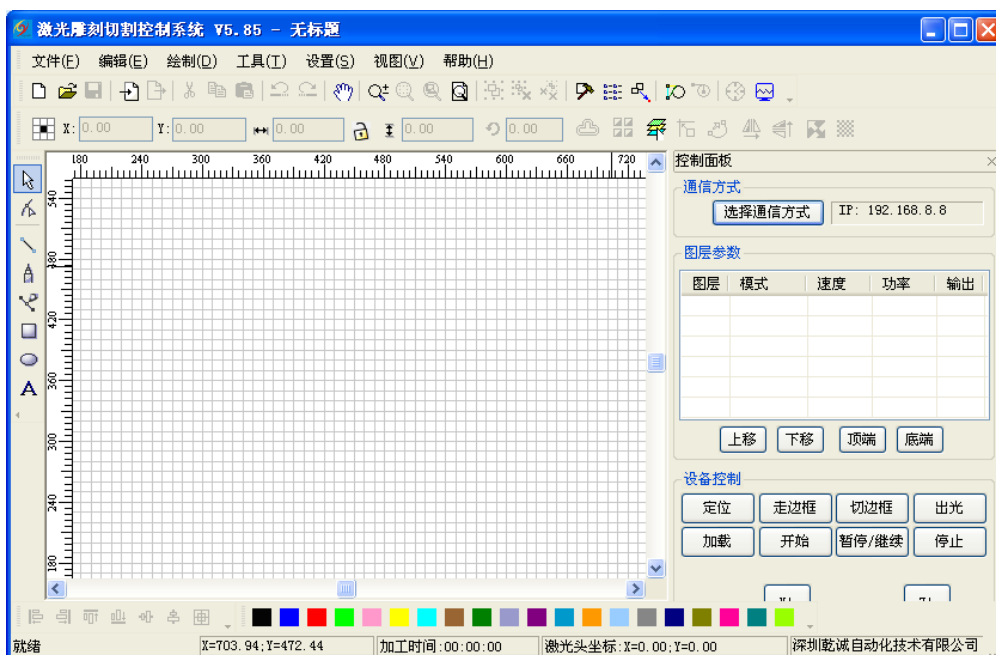 激光雕刻切割控制系统 V5.85 - 无标题
文件(F) 编辑(E) 绘制(D) 工具(T) 设置(S) 视图(V) 帮助(H)
X: 0.00 Y: 0.00 0.00 0.00 0.00
180 240 300 360 420 480 540 600 660 720
540
480
420
360
300
240
180
A
控制面板
通信方式
选择通信方式 IP: 192.168.8.8
图层参数
图层 模式 速度 功率 输出
上移 下移 顶端 底端
设备控制
定位 走边框 切边框 出光
加载 开始 暂停/继续 停止
就绪 X=703.94;Y=472.44 加工时间:00:00:00 激光头坐标:X=0.00;Y=0.00 深圳乾诚自动化技术有限公司